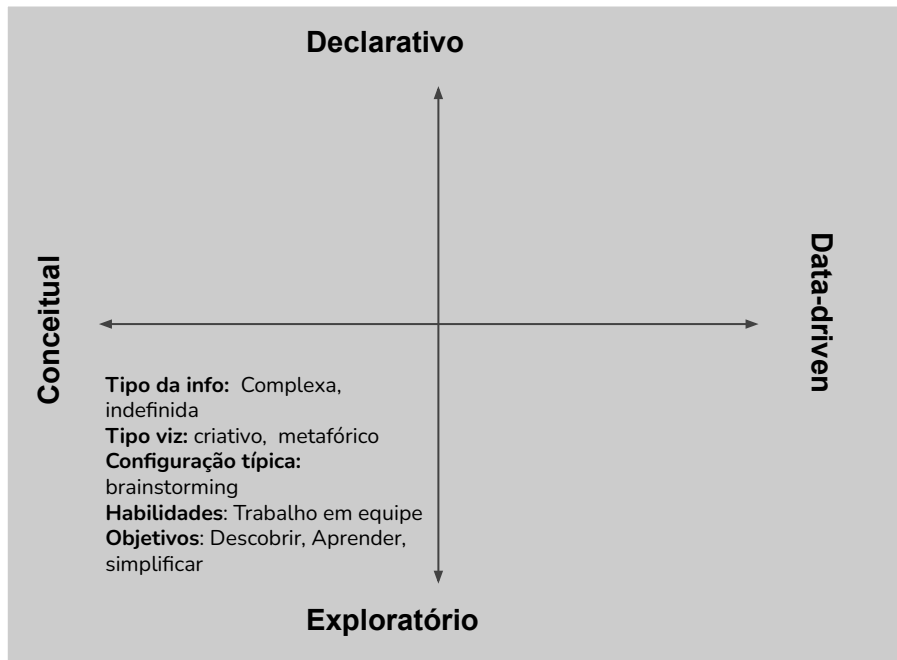 Declarativo
Conceitual
Data-driven
Tipo da info: Complexa,
indefinida
Tipo viz: criativo, metafórico
Configuração típica:
brainstorming
Habilidades: Trabalho em equipe
Objetivos: Descobrir, Aprender,
simplificar
Exploratório